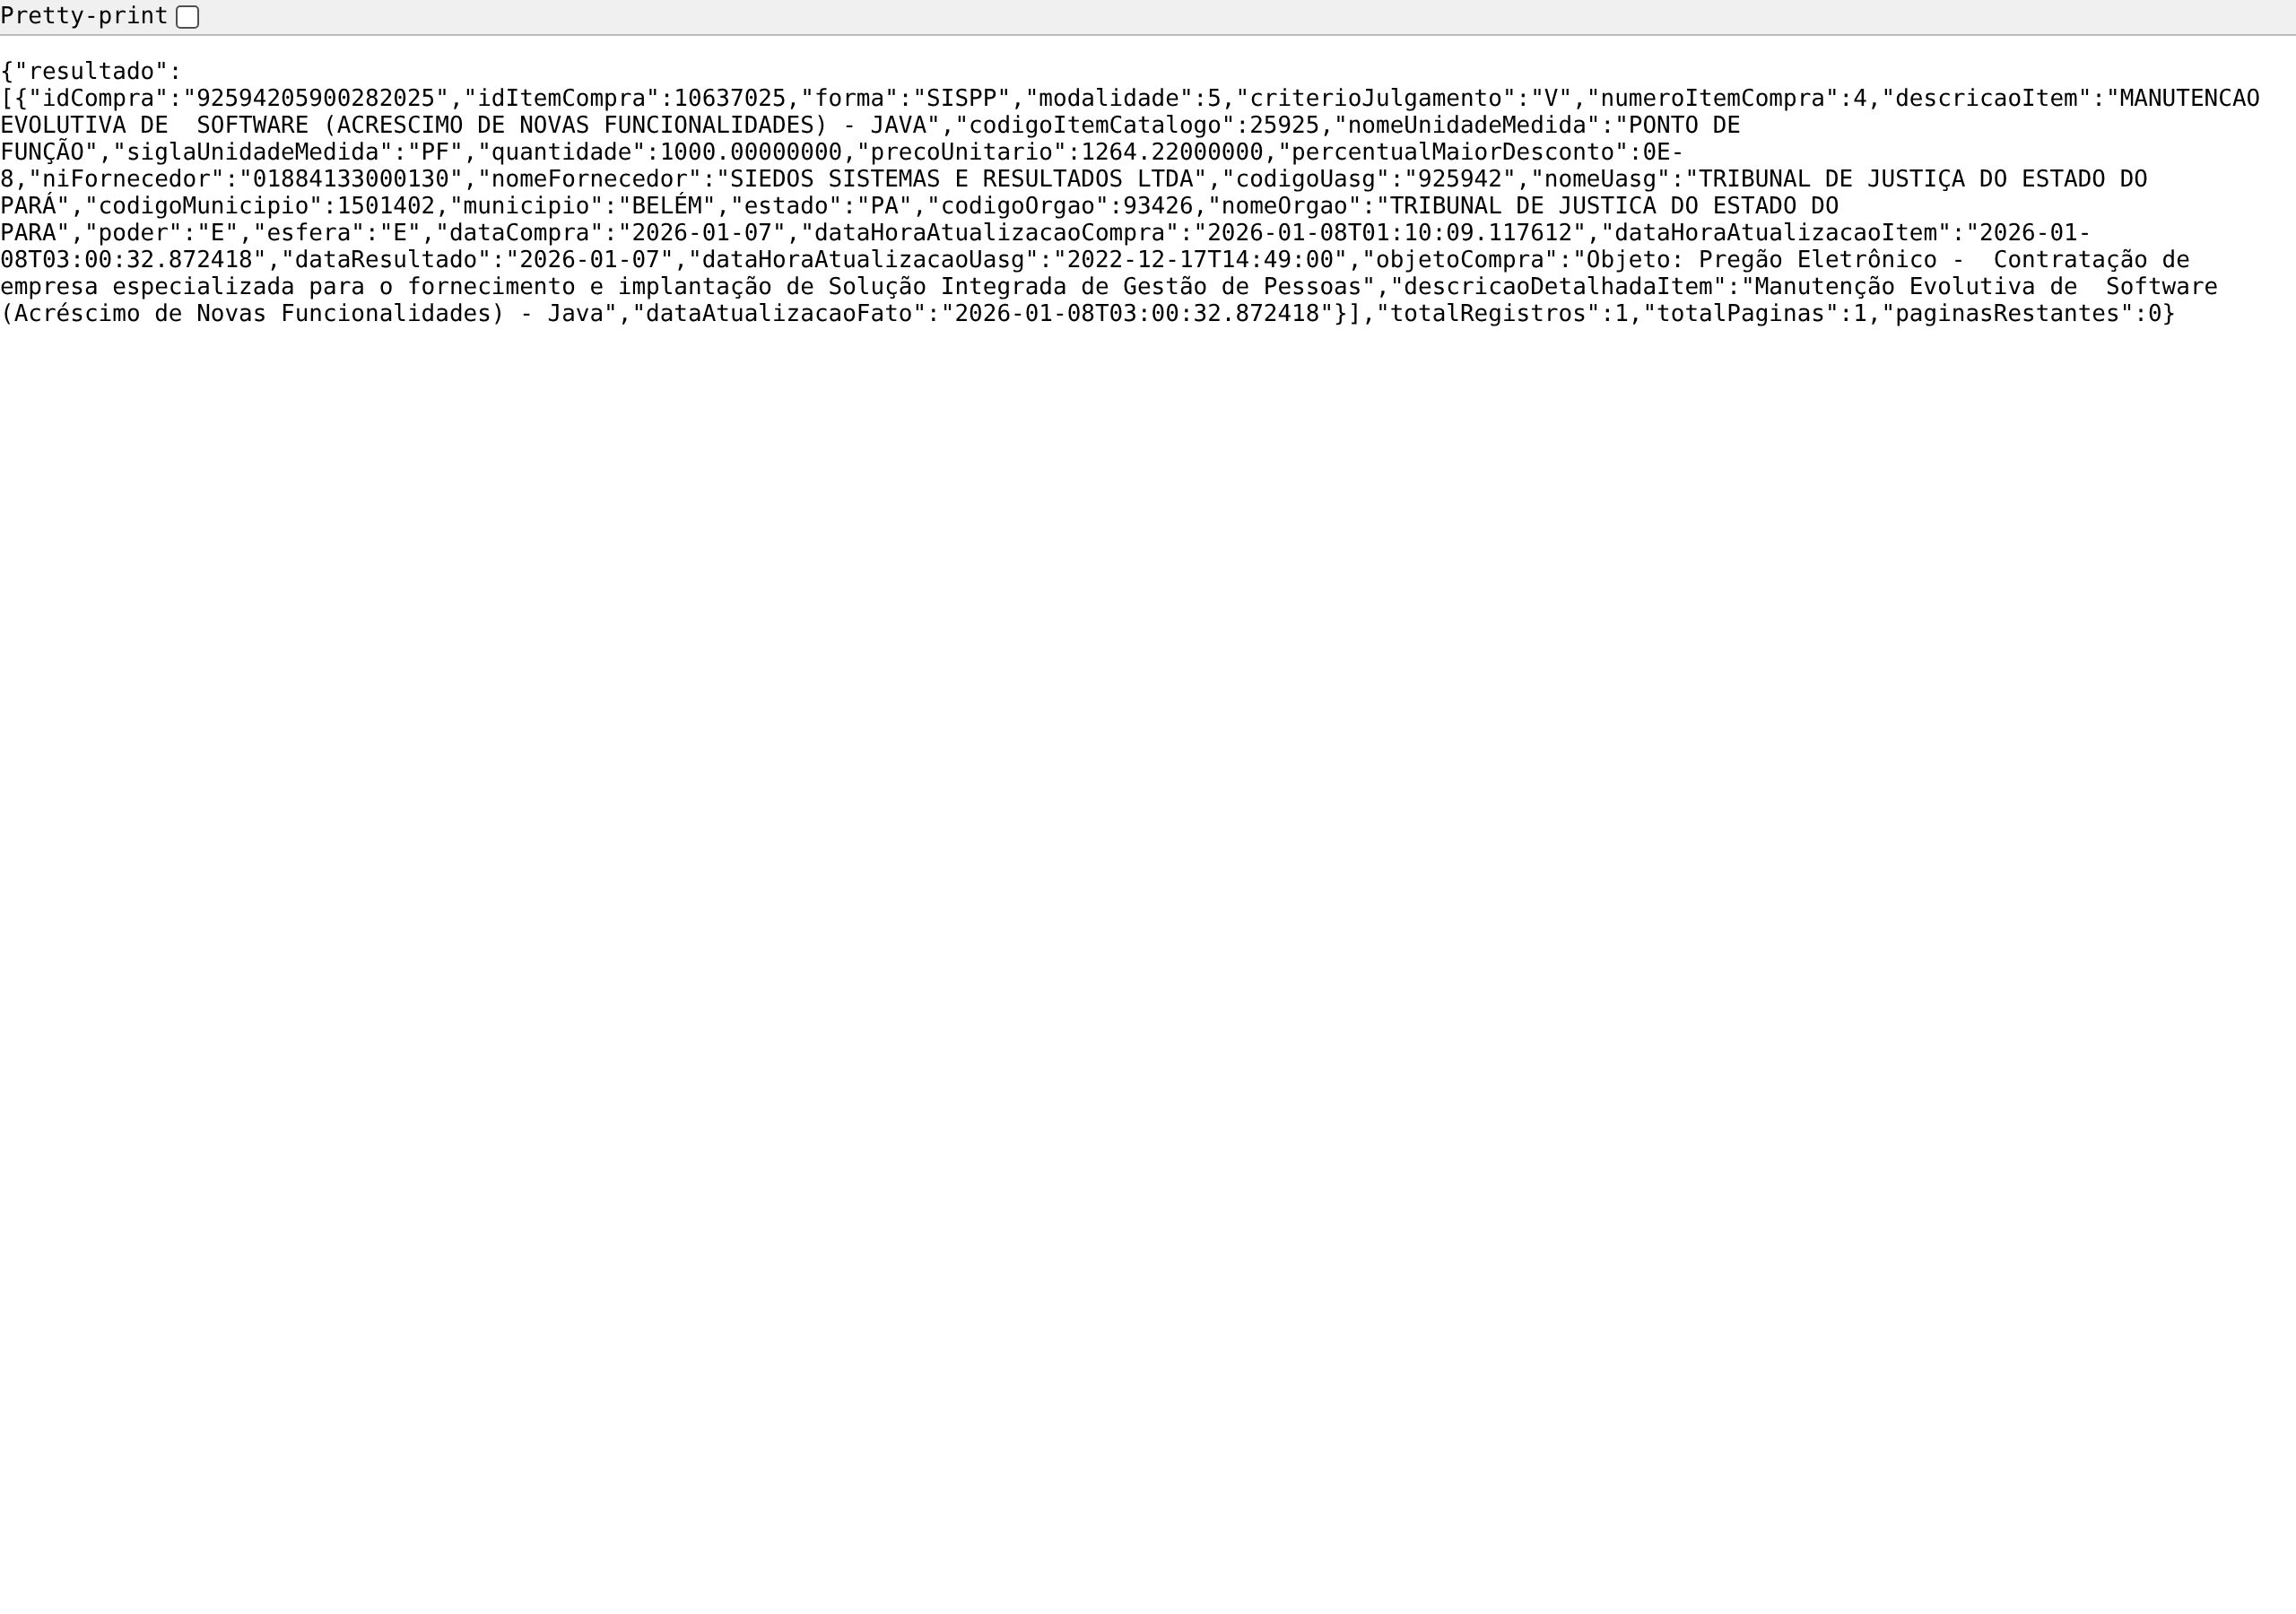 Pretty-print
{"resultado":
[{"idCompra":"92594205900282025","idItemCompra":10637025,"forma":"SISPP","modalidade":5,"criterioJulgamento":"V","numeroItemCompra":4,"descricaoItem":"MANUTENCAO
EVOLUTIVA DE  SOFTWARE (ACRESCIMO DE NOVAS FUNCIONALIDADES) - JAVA","codigoItemCatalogo":25925,"nomeUnidadeMedida":"PONTO DE
FUNÇÃO","siglaUnidadeMedida":"PF","quantidade":1000.00000000,"precoUnitario":1264.22000000,"percentualMaiorDesconto":0E-
8,"niFornecedor":"01884133000130","nomeFornecedor":"SIEDOS SISTEMAS E RESULTADOS LTDA","codigoUasg":"925942","nomeUasg":"TRIBUNAL DE JUSTIÇA DO ESTADO DO
PARÁ","codigoMunicipio":1501402,"municipio":"BELÉM","estado":"PA","codigoOrgao":93426,"nomeOrgao":"TRIBUNAL DE JUSTICA DO ESTADO DO
PARA","poder":"E","esfera":"E","dataCompra":"2026-01-07","dataHoraAtualizacaoCompra":"2026-01-08T01:10:09.117612","dataHoraAtualizacaoItem":"2026-01-
08T03:00:32.872418","dataResultado":"2026-01-07","dataHoraAtualizacaoUasg":"2022-12-17T14:49:00","objetoCompra":"Objeto: Pregão Eletrônico -  Contratação de
empresa especializada para o fornecimento e implantação de Solução Integrada de Gestão de Pessoas","descricaoDetalhadaItem":"Manutenção Evolutiva de  Software
(Acréscimo de Novas Funcionalidades) - Java","dataAtualizacaoFato":"2026-01-08T03:00:32.872418"}],"totalRegistros":1,"totalPaginas":1,"paginasRestantes":0}